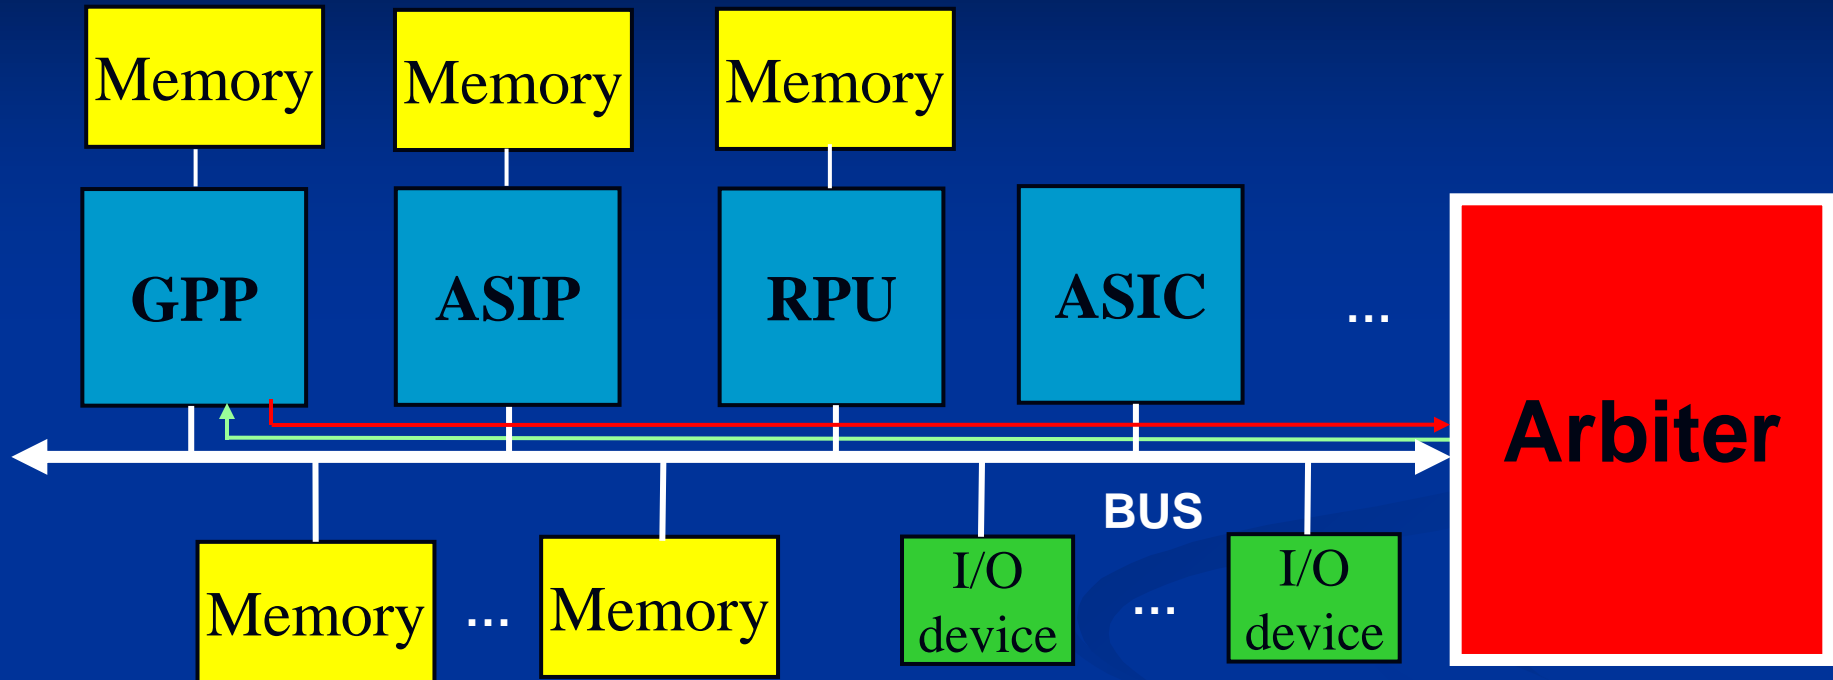 Memory
Memory
Memory
GPP
ASIP
RPU
ASIC
...
Arbiter
BUS
Memory
...
Memory
I/O
device
...
I/O
device